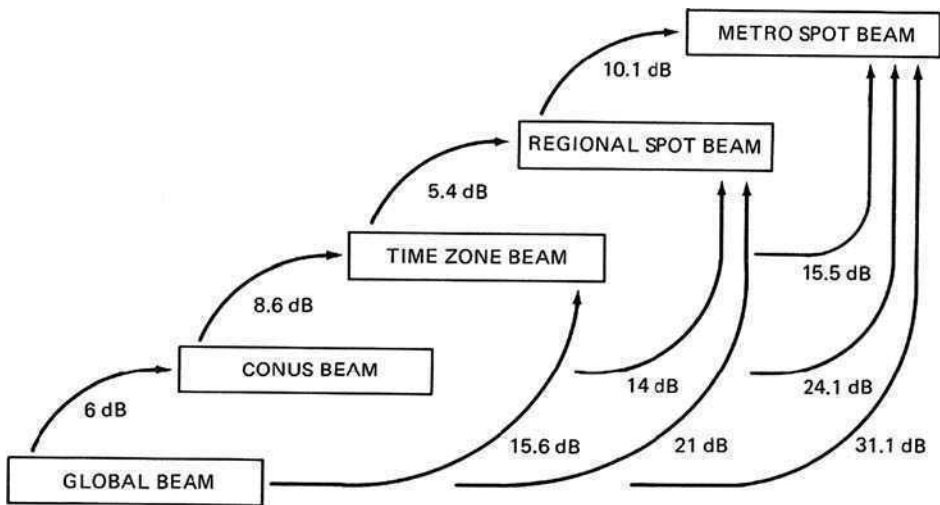 METRO SPOT BEAM
10.1 dB
REGIONAL SPOT BEAM
5.4 dB
TIME ZONE BEAM
15.5 dB
8.6 dB
CONUS BEAM
14 dB
24.1 dB
6 dB
15.6 dB
21 dB
31.1 dB
GLOBAL BEAM